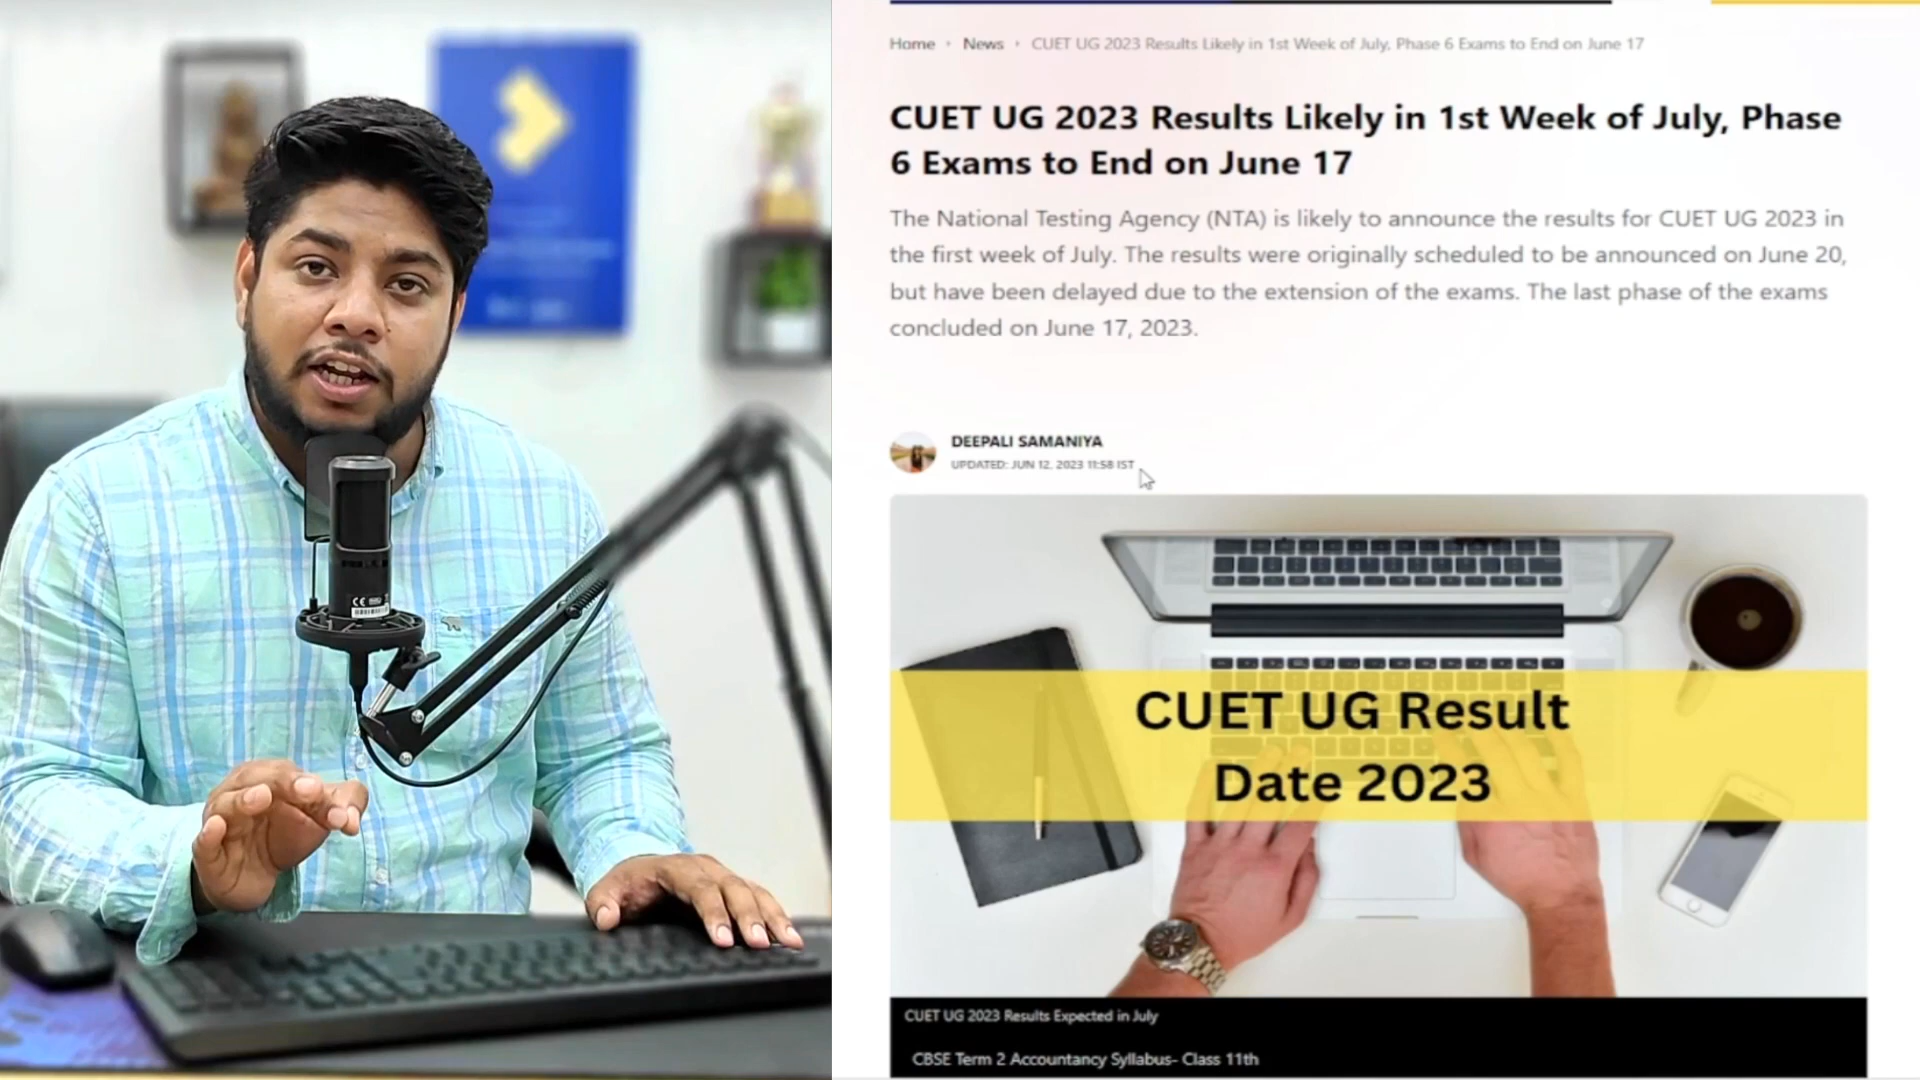 Home › News › CUET UG 2023 Results Likely in 1st Week of July, Phase 6 Exams to End on June 17
CUET UG 2023 Results Likely in 1st Week of July, Phase
6 Exams to End on June 17
The National Testing Agency (NTA) is likely to announce the results for CUET UG 2023 in
the first week of July. The results were originally scheduled to be announced on June 20,
but have been delayed due to the extension of the exams. The last phase of the exams
concluded on June 17, 2023.
DEEPALI SAMANIYA
UPDATED: JUN 12, 2023 11:58 IST
CUET UG Result
Date 2023
CUET UG 2023 Results Expected in July
CBSE Term 2 Accountancy Syllabus- Class 11th
CE